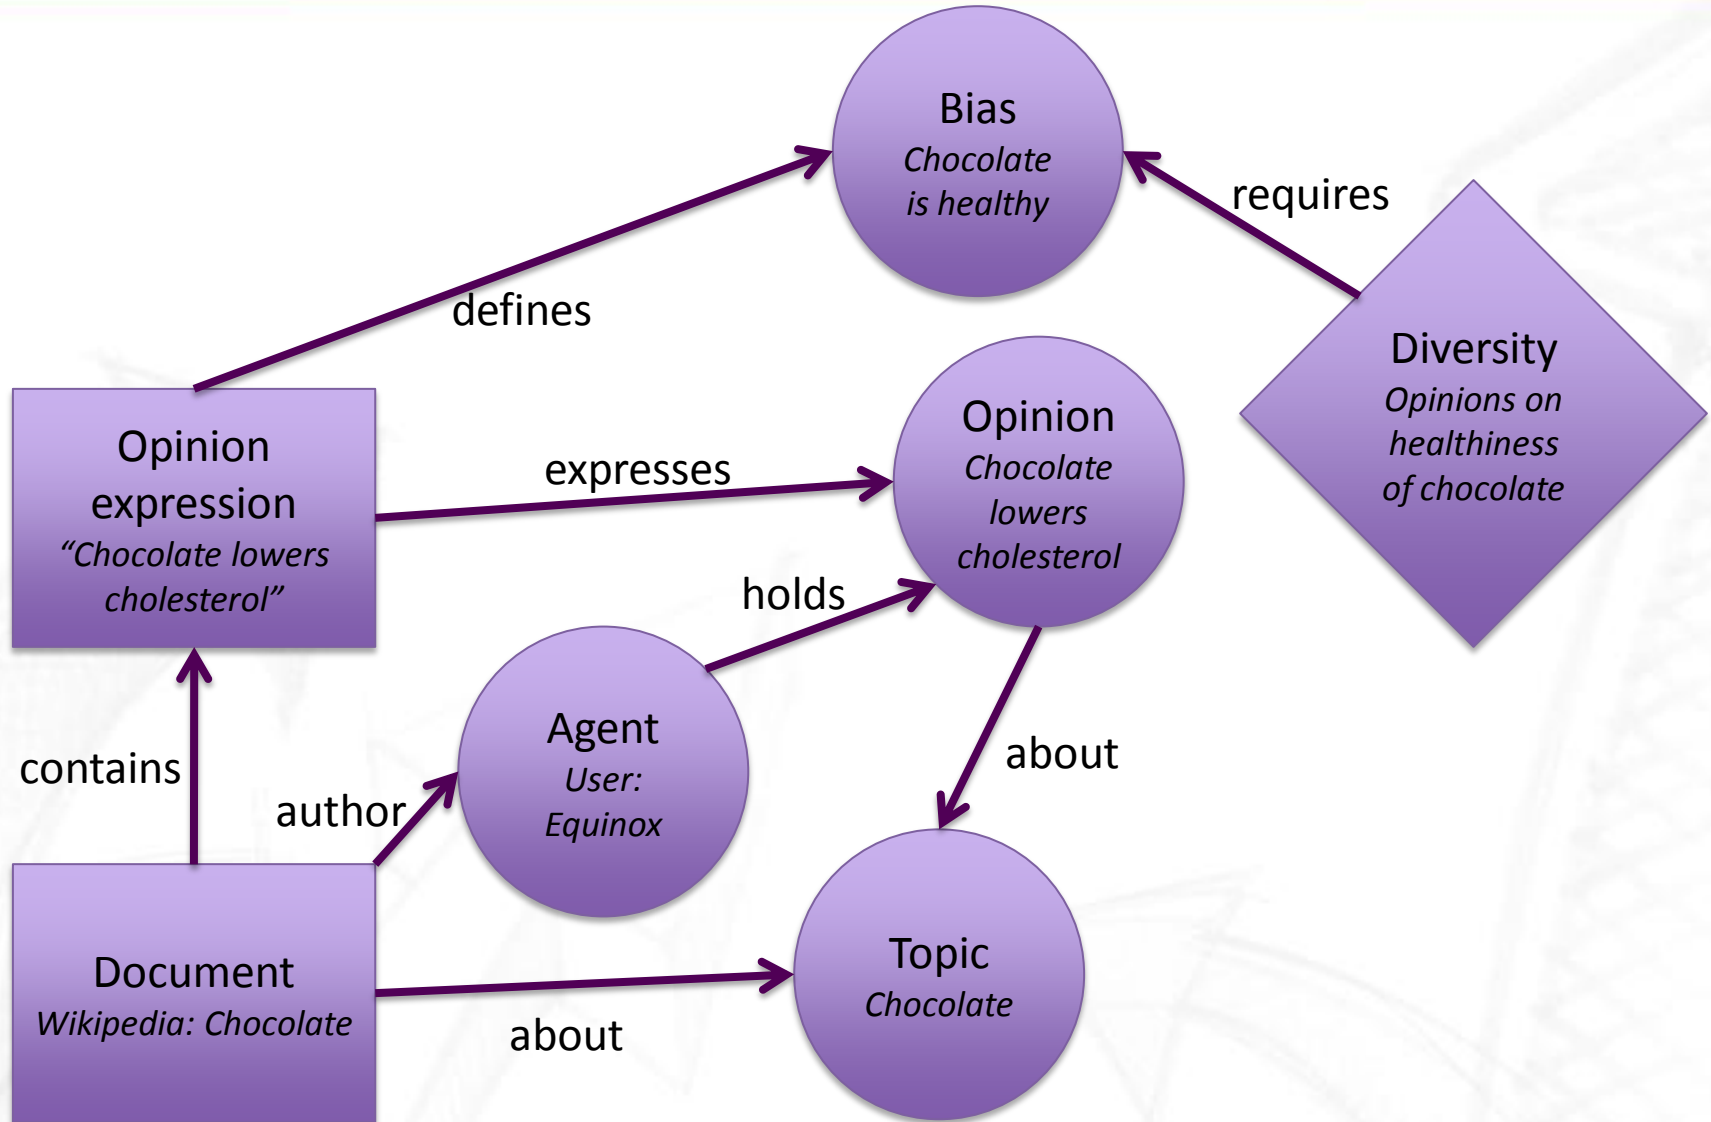 Bias
Chocolate
is healthy
requires
defines
Diversity
Opinions on
healthiness
of chocolate
Opinion
expression
“Chocolate lowers
cholesterol”
expresses
Opinion
Chocolate
lowers
cholesterol
holds
Agent
User:
Equinox
about
contains
author
Document
Wikipedia: Chocolate
about
Topic
Chocolate